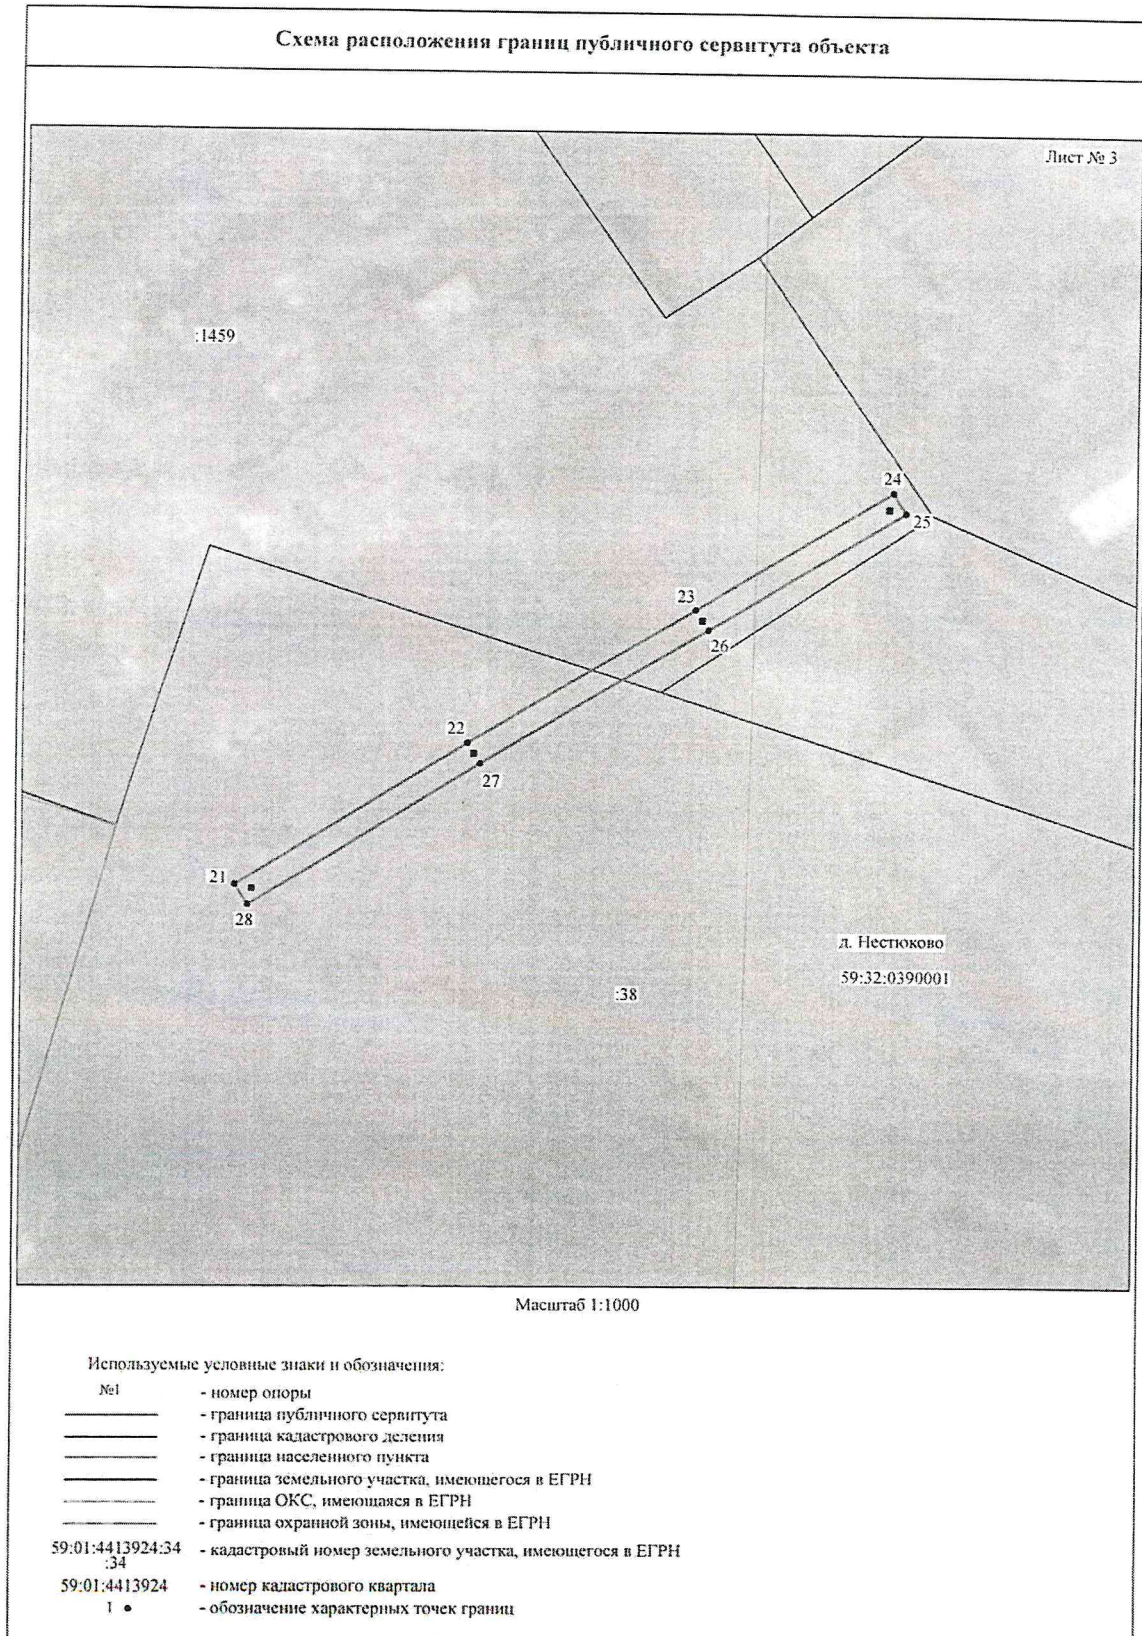 Схема расположения границ публичного сервитута объекта
Лист № 3
:1459
24
25
23
26
22
27
21
28
д. Нестюково
59:32:0390001
:38
Масштаб 1:1000
Используемые условные знаки и обозначения:
№1 - номер опоры
- граница публичного сервитута
- граница кадастрового деления
- граница населенного пункта
- граница земельного участка, имеющегося в ЕГРН
- граница ОКС, имеющаяся в ЕГРН
- граница охранной зоны, имеющейся в ЕГРН
59:01:4413924:34 - кадастровый номер земельного участка, имеющегося в ЕГРН
:34
59:01:4413924 - номер кадастрового квартала
1 ● - обозначение характерных точек границ